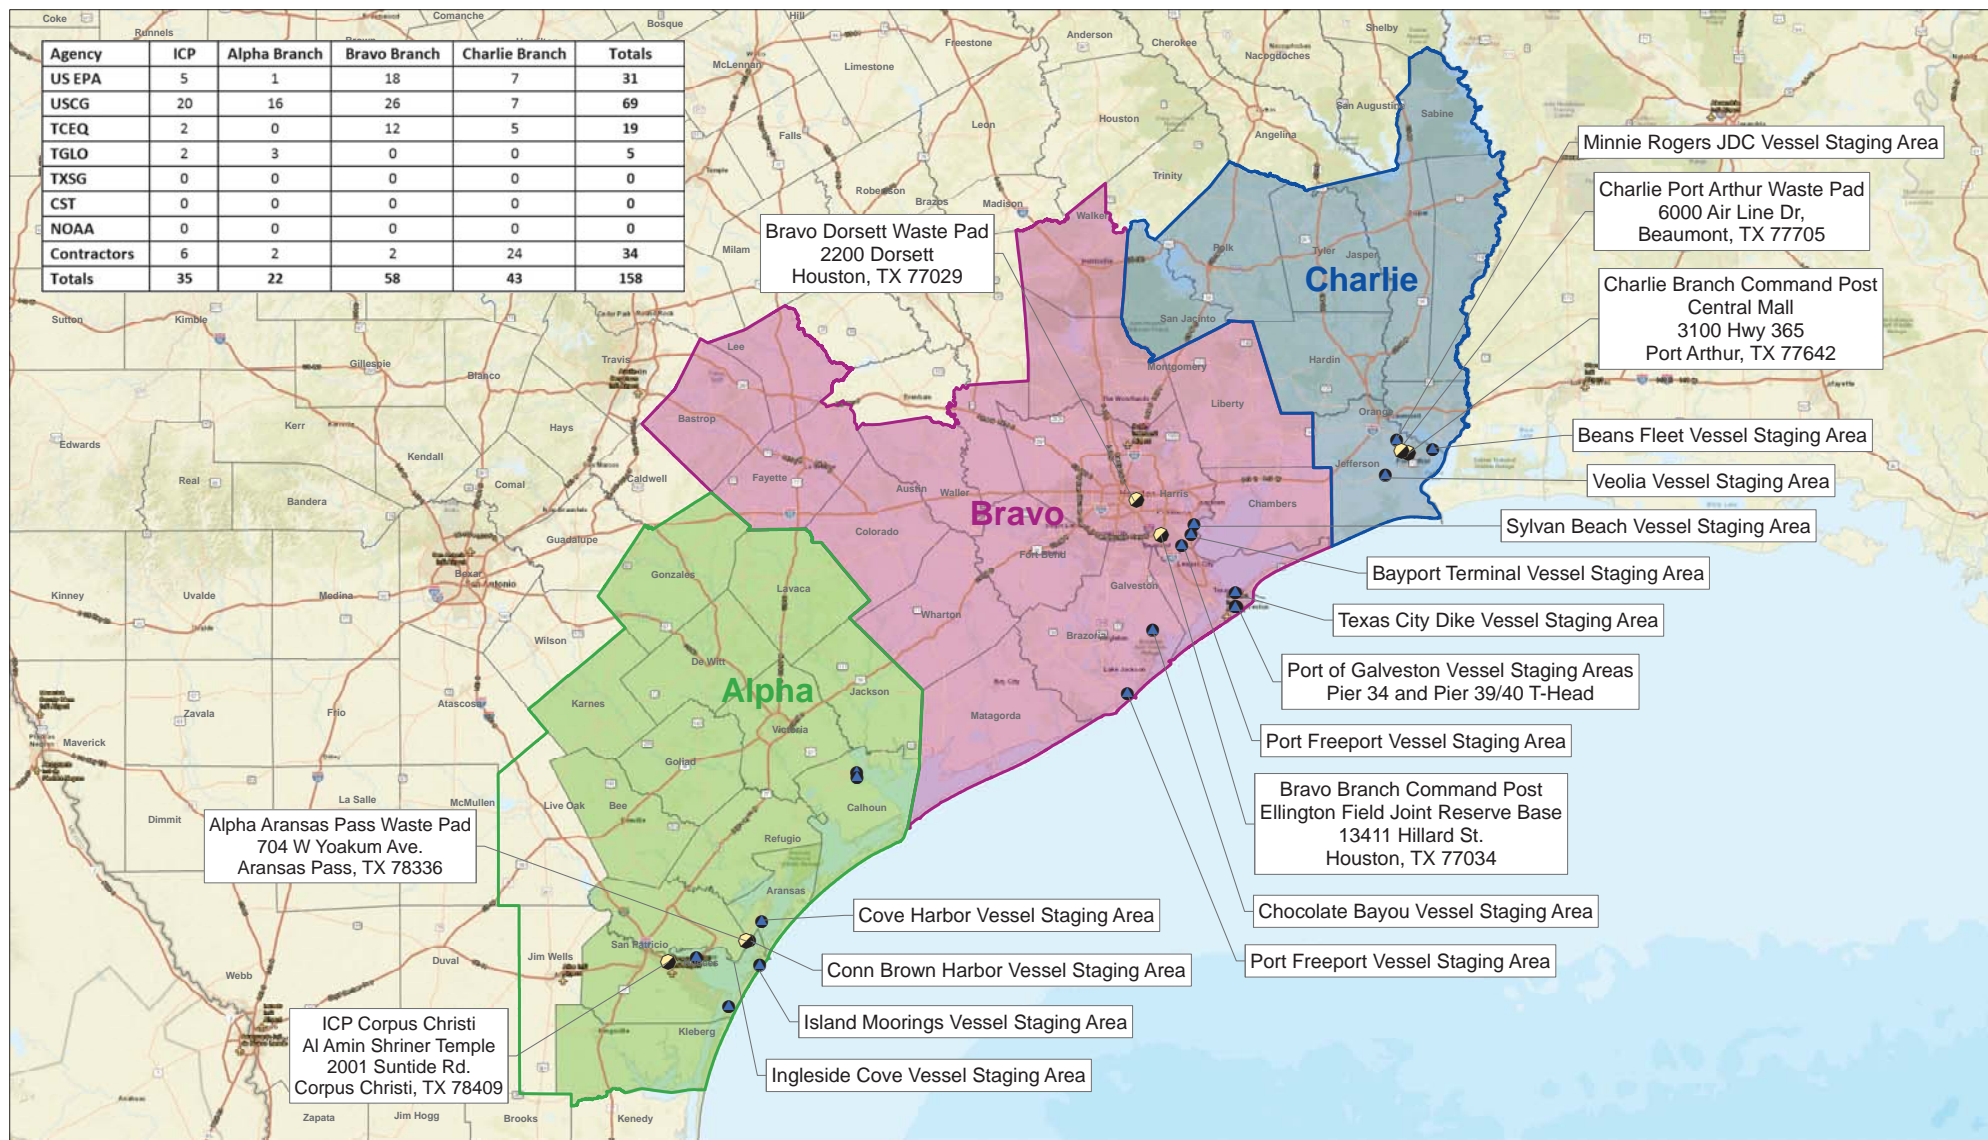 Agency ICP Alpha Branch Bravo Branch Charlie Branch Totals
US EPA 5 1 18 7 31
USCG 20 16 26 7 69
TCEQ 2 0 12 5 19
TGLO 2 3 0 0 5
TXSG 0 0 0 0 0
CST 0 0 0 0 0
NOAA 0 0 0 0 0
Contractors 6 2 2 24 34
Totals 35 22 58 43 158
Coke
Runnels
Comanche
Bosque
Hill
Freestone
Anderson
Cherokee
Nacogdoches
Shelby
McLennan
Limestone
San Augustine
Sabine
Falls
Leon
Houston
Angelina
Trinity
Robertson
Brazos
Madison
Walker
Milam
Polk
Tyler
Jasper
San Jacinto
Hardin
Montgomery
Liberty
Orange
Jefferson
Sutton
Kimble
Gillespie
Blanco
Travis
Lee
Bastrop
Hays
Kerr
Edwards
Kendall
Comal
Caldwell
Real
Bandera
Fayette
Austin
Waller
Harris
Chambers
Colorado
Fort Bend
Guadalupe
Gonzales
Lavaca
Wharton
Galveston
Brazoria
Bexar
Kinney
Uvalde
Medina
Wilson
De Witt
Jackson
Matagorda
Karnes
Victoria
Atascosa
Frio
Zavala
Maverick
Goliad
Calhoun
La Salle
McMullen
Live Oak
Bee
Refugio
Dimmit
Aransas
San Patricio
Jim Wells
Duval
Webb
Kleberg
Zapata
Jim Hogg
Brooks
Kenedy
Charlie
Bravo
Alpha
Minnie Rogers JDC Vessel Staging Area
Charlie Port Arthur Waste Pad
6000 Air Line Dr,
Beaumont, TX 77705
Charlie Branch Command Post
Central Mall
3100 Hwy 365
Port Arthur, TX 77642
Bravo Dorsett Waste Pad
2200 Dorsett
Houston, TX 77029
Beans Fleet Vessel Staging Area
Veolia Vessel Staging Area
Sylvan Beach Vessel Staging Area
Bayport Terminal Vessel Staging Area
Texas City Dike Vessel Staging Area
Port of Galveston Vessel Staging Areas
Pier 34 and Pier 39/40 T-Head
Port Freeport Vessel Staging Area
Bravo Branch Command Post
Ellington Field Joint Reserve Base
13411 Hillard St.
Houston, TX 77034
Chocolate Bayou Vessel Staging Area
Port Freeport Vessel Staging Area
Alpha Aransas Pass Waste Pad
704 W Yoakum Ave.
Aransas Pass, TX 78336
Cove Harbor Vessel Staging Area
Conn Brown Harbor Vessel Staging Area
Island Moorings Vessel Staging Area
Ingleside Cove Vessel Staging Area
ICP Corpus Christi
Al Amin Shriner Temple
2001 Suntide Rd.
Corpus Christi, TX 78409